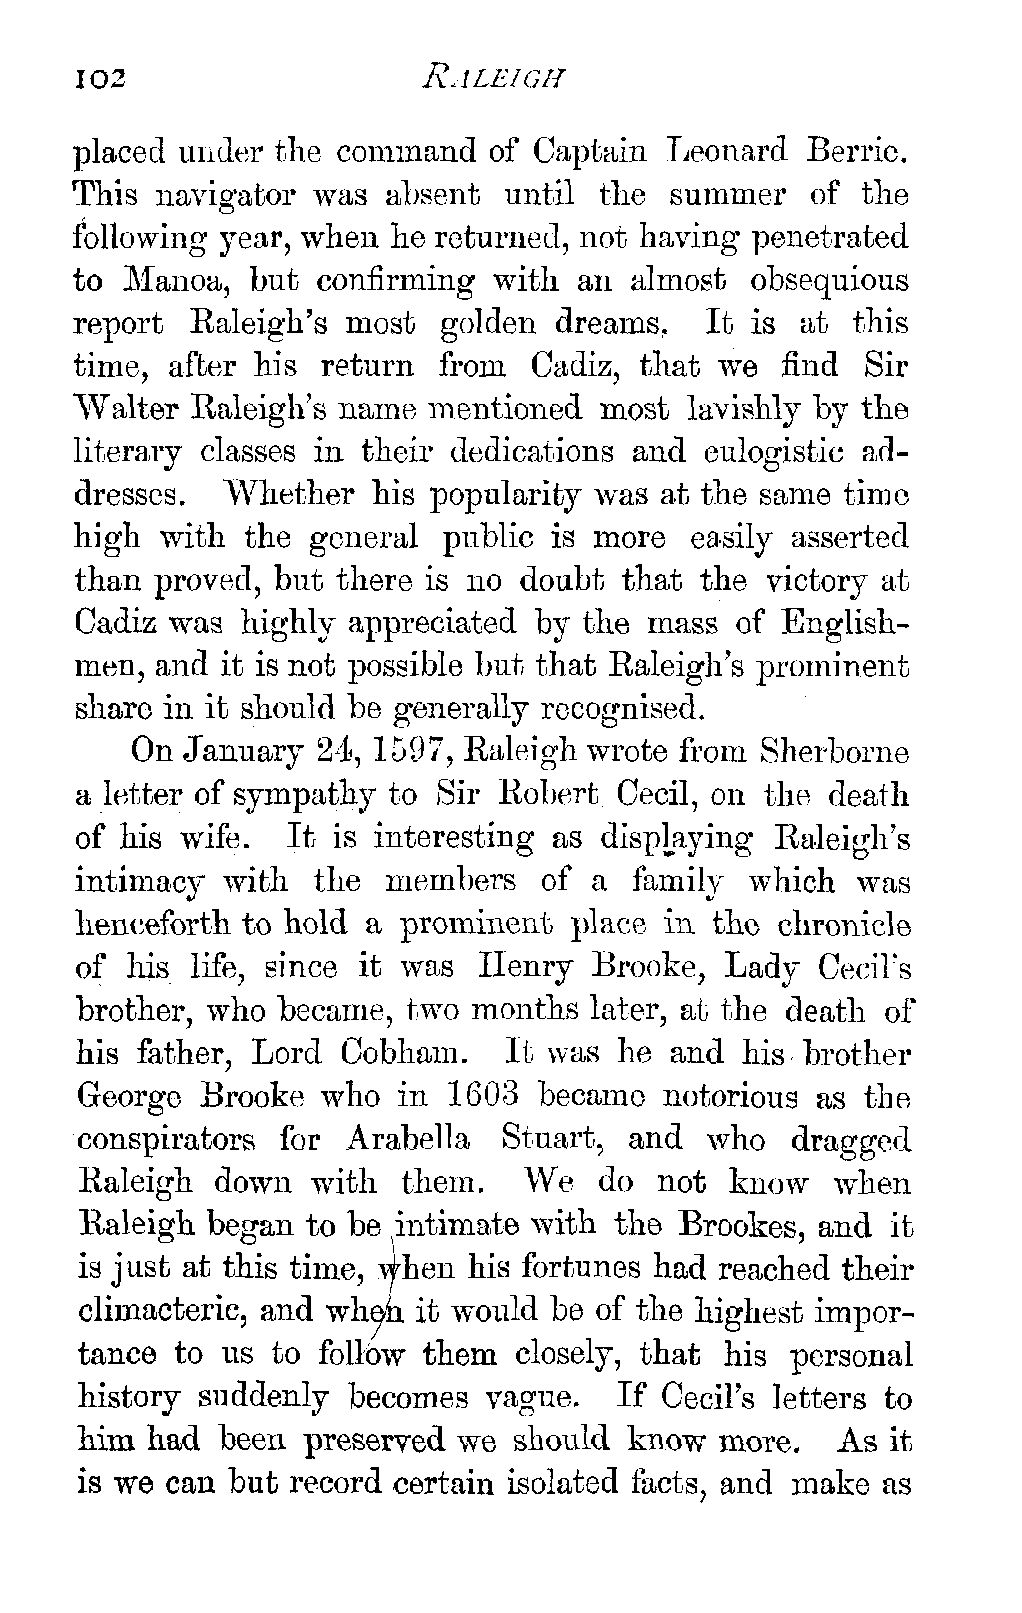 102 RALEIGH
placed under the command of Captain Leonard Berrie.
This navigator was absent until the summer of the
following year, when he returned, not having penetrated
to Manoa, but confirming with an almost obsequious
report Raleigh's most golden dreams. It is at this
time, after his return from Cadiz, that we find Sir
Walter Raleigh's name mentioned most lavishly by the
literary classes in their dedications and eulogistic ad-
dresses. Whether his popularity was at the same time
high with the general public is more easily asserted
than proved, but there is no doubt that the victory at
Cadiz was highly appreciated by the mass of English-
men, and it is not possible but that Raleigh's prominent
share in it should be generally recognised.
On January 24, 1597, Raleigh wrote from Sherborne
a letter of sympathy to Sir Robert Cecil, on the death
of his wife. It is interesting as displaying Raleigh's
intimacy with the members of a family which was
henceforth to hold a prominent place in the chronicle
of his life, since it was Henry Brooke, Lady Cecil's
brother, who became, two months later, at the death of
his father, Lord Cobham. It was he and his brother
George Brooke who in 1603 became notorious as the
conspirators for Arabella Stuart, and who dragged
Raleigh down with them. We do not know when
Raleigh began to be intimate with the Brookes, and it
is just at this time, when his fortunes had reached their
climacteric, and when it would be of the highest impor-
tance to us to follow them closely, that his personal
history suddenly becomes vague. If Cecil's letters to
him had been preserved we should know more. As it
is we can but record certain isolated facts, and make as